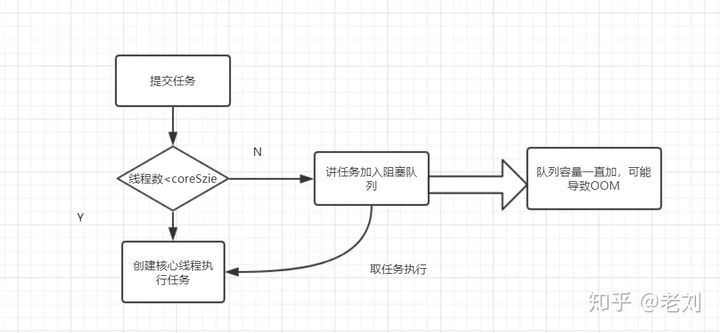 提交任务
线程数<coreSzie
N
讲任务加入阻塞队
列
队列容量一直加，可能
导致OOM
Y
创建核心线程执
行任务
取任务执行
知乎 @老刘